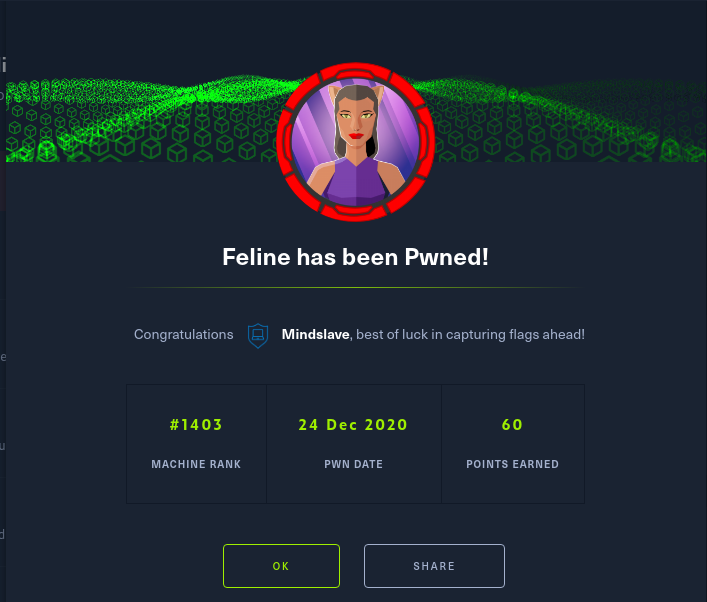 Feline has been Pwned!
Congratulations Mindslave, best of luck in capturing flags ahead!
#1403 24 Dec 2020 60
MACHINE RANK PWN DATE POINTS EARNED
OK SHARE